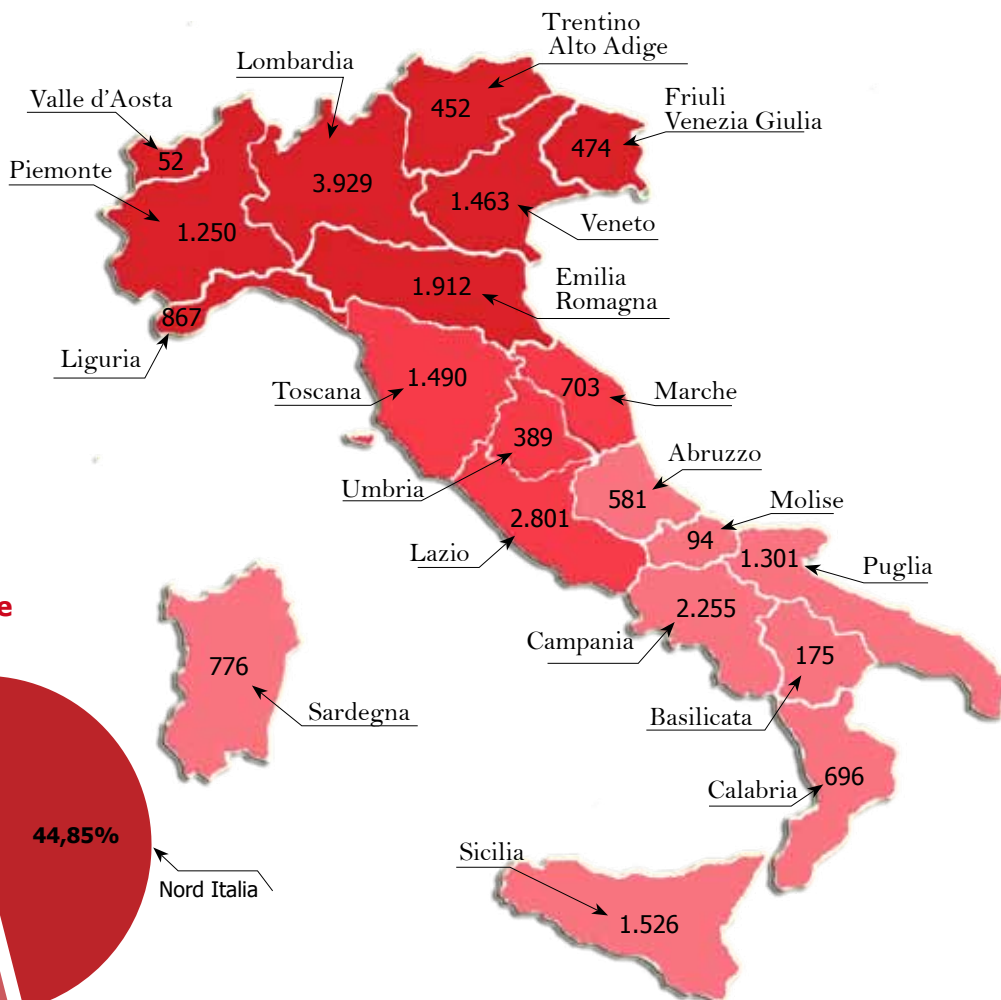 Trentino
Alto Adige
Lombardia
452
Valle d'Aosta
Friuli
Venezia Giulia
52
474
Piemonte
3.929
1.463
Veneto
1.250
Emilia
Romagna
1.912
867
Liguria
1.490
Toscana
703
Marche
389
Abruzzo
Umbria
581
Molise
2.801
94
Lazio
1.301
Puglia
e
2.255
Campania
175
776
Sardegna
Basilicata
696
Calabria
44,85%
Nord Italia
Sicilia
1.526